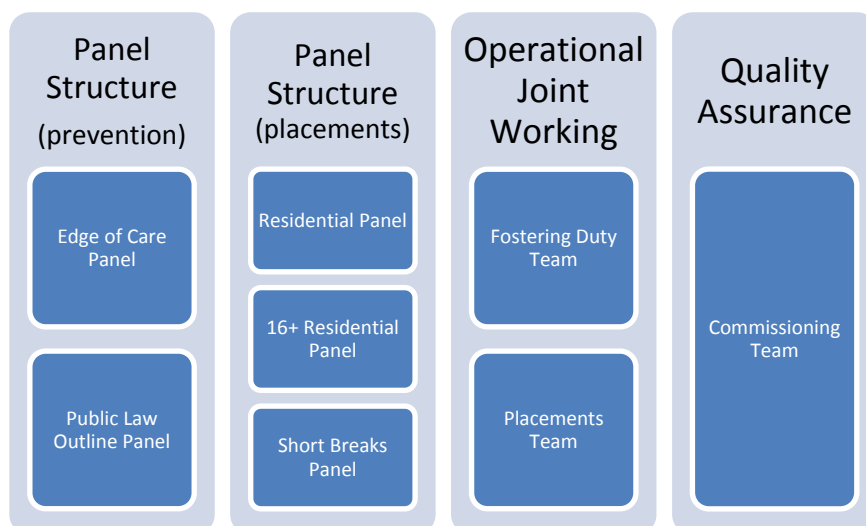 Panel
Structure
(prevention)
Edge of Care
Panel
Public Law
Outline Panel
Panel
Structure
(placements)
Residential Panel
16+ Residential
Panel
Short Breaks
Panel
Operational
Joint
Working
Fostering Duty
Team
Placements
Team
Quality
Assurance
Commissioning
Team